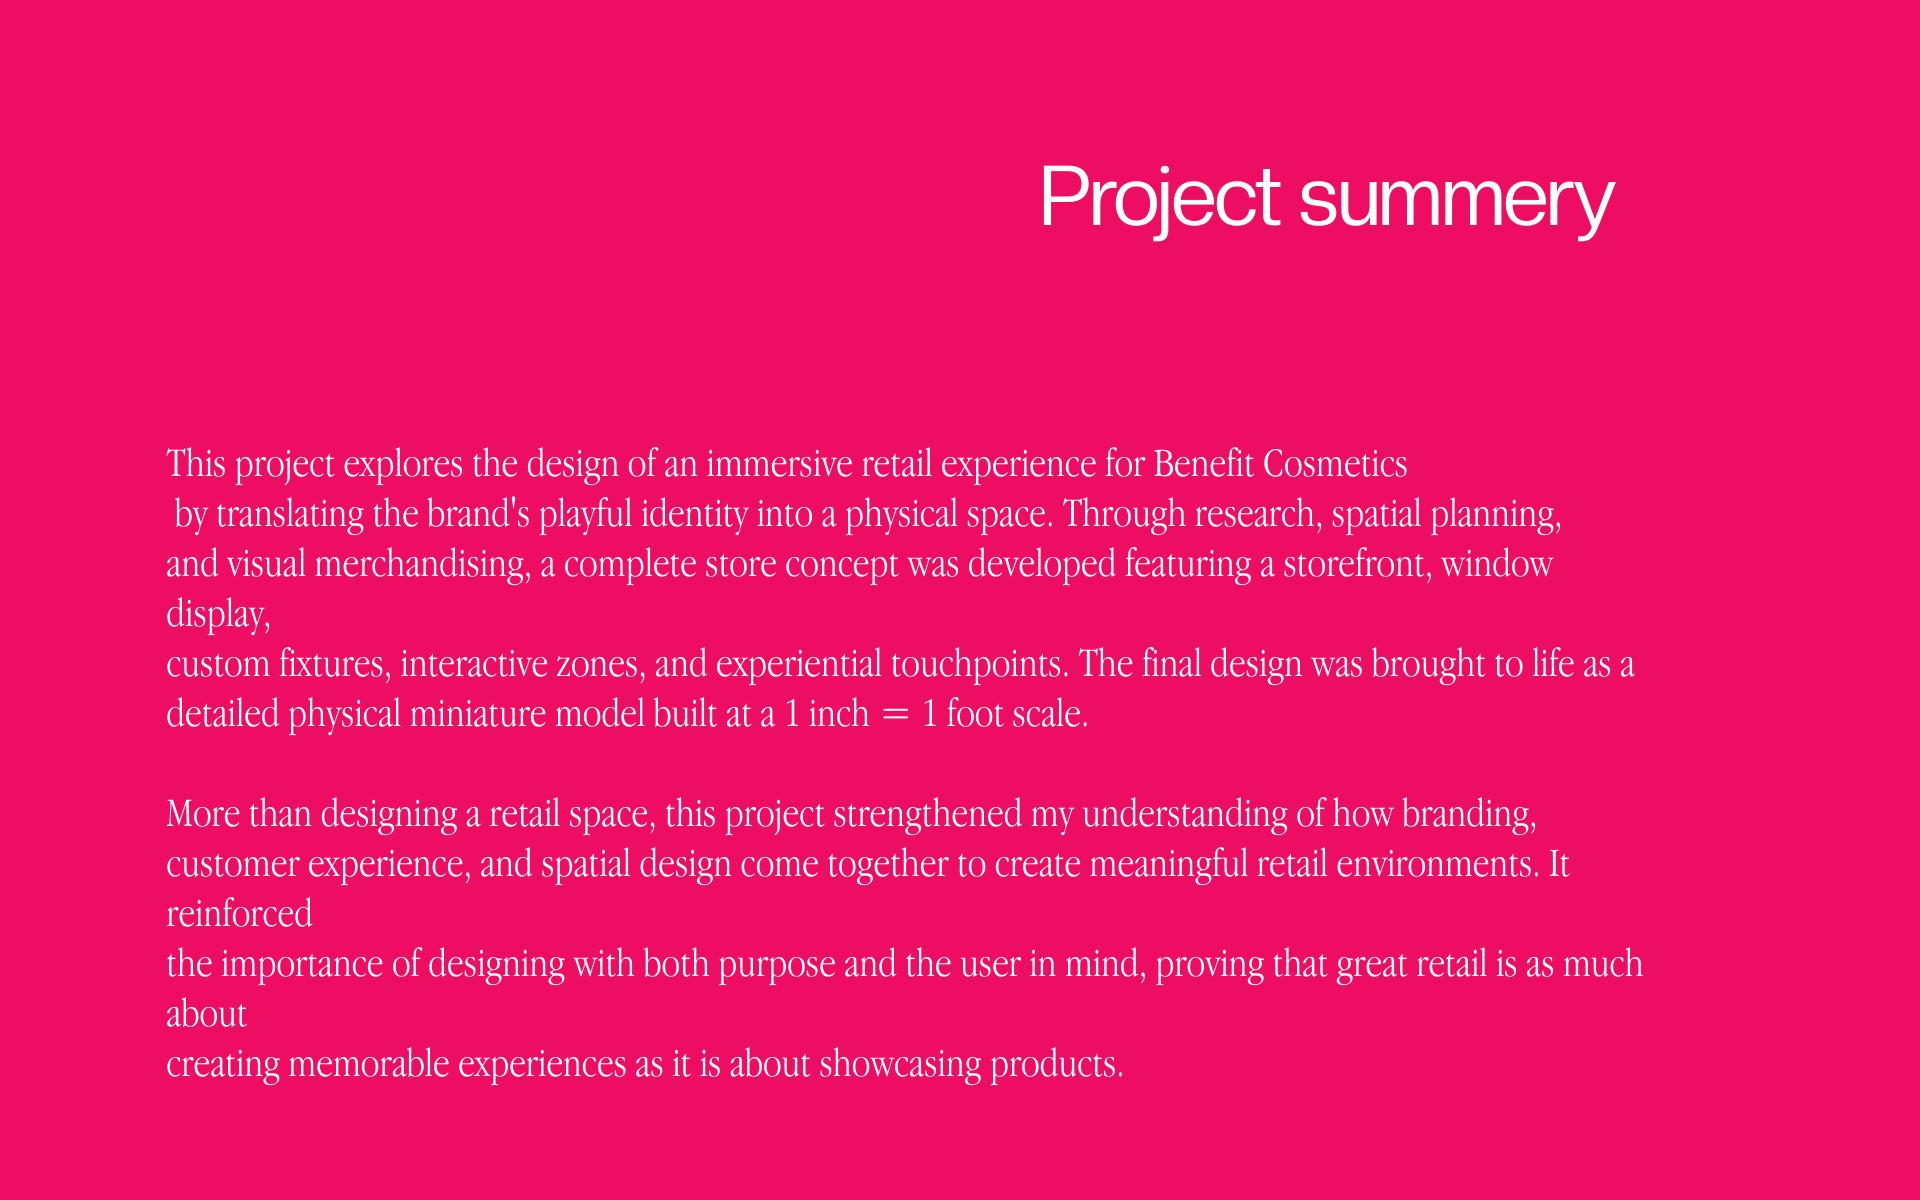 Project summery
This project explores the design of an immersive retail experience for Benefit Cosmetics
by translating the brand's playful identity into a physical space. Through research, spatial planning,
and visual merchandising, a complete store concept was developed featuring a storefront, window
display,
custom fixtures, interactive zones, and experiential touchpoints. The final design was brought to life as a
detailed physical miniature model built at a 1 inch = 1 foot scale.
More than designing a retail space, this project strengthened my understanding of how branding,
customer experience, and spatial design come together to create meaningful retail environments. It
reinforced
the importance of designing with both purpose and the user in mind, proving that great retail is as much
about
creating memorable experiences as it is about showcasing products.